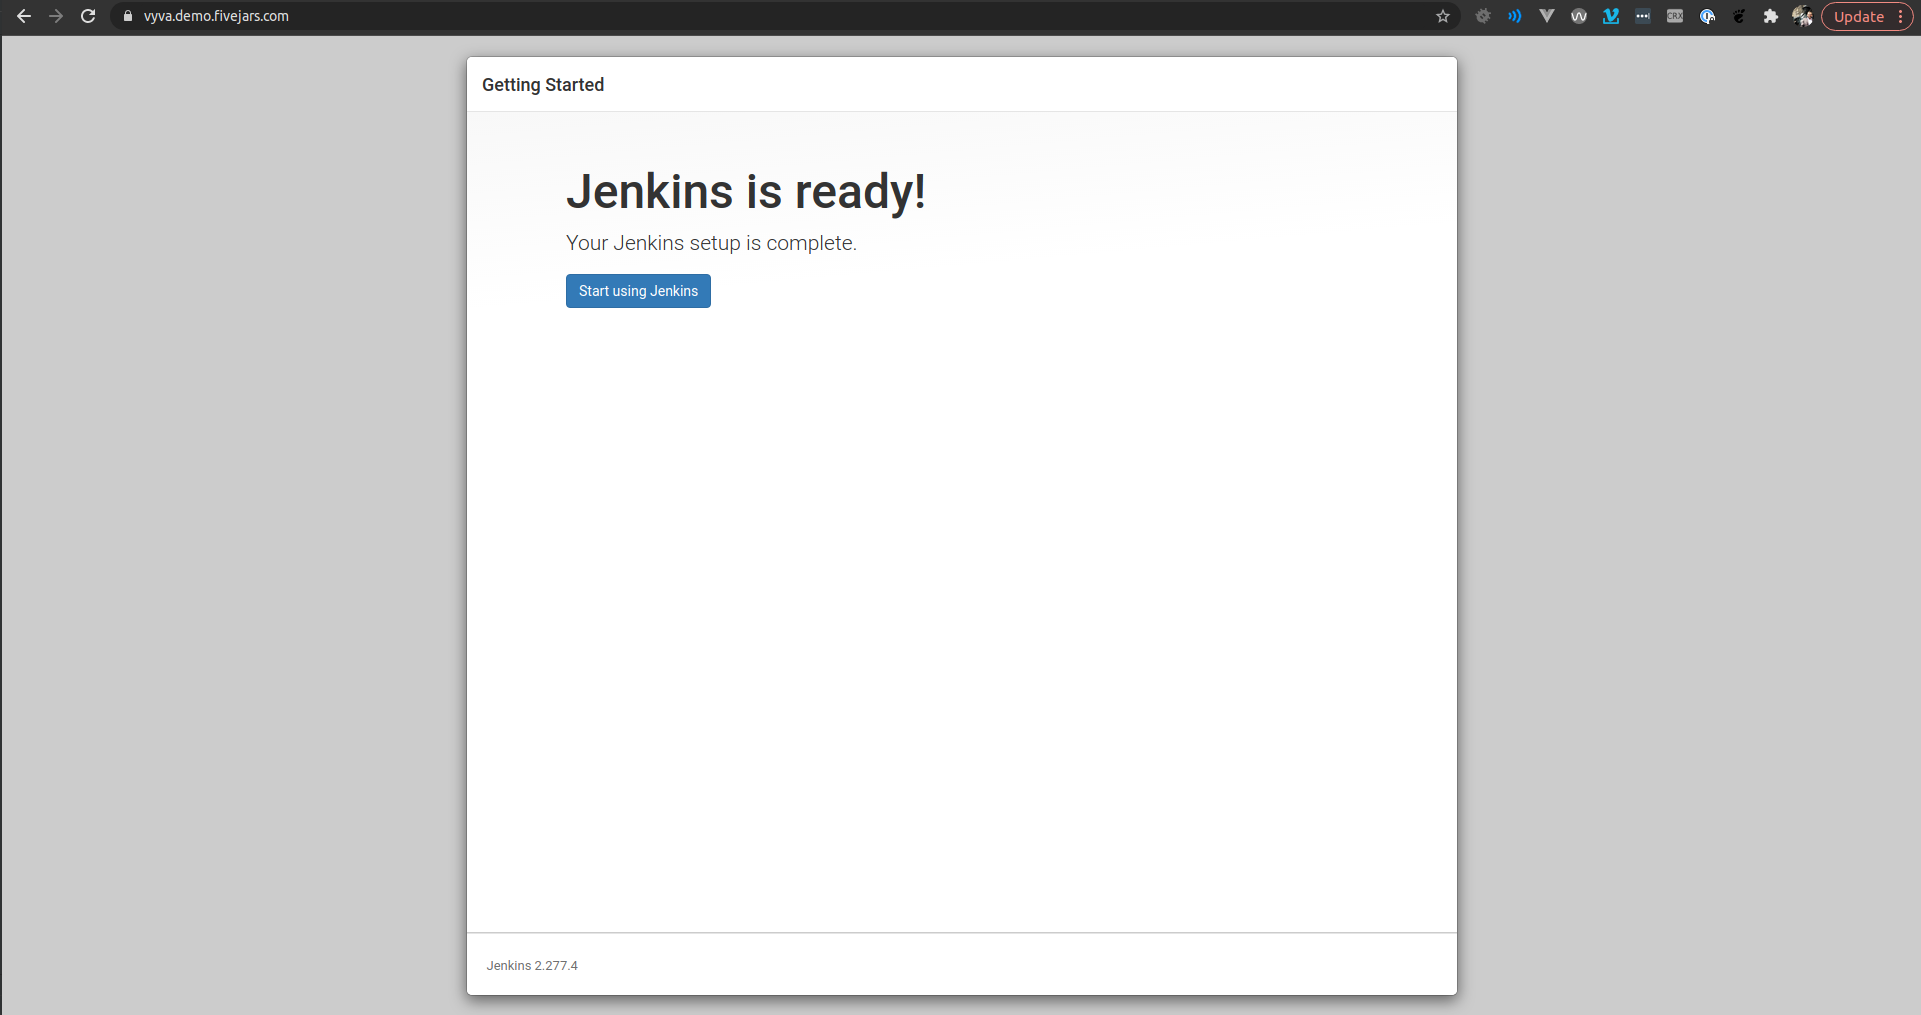 vyva.demo.fivejars.com
CRX
Update
Getting Started
Jenkins is ready!
Your Jenkins setup is complete.
Start using Jenkins
Jenkins 2.277.4